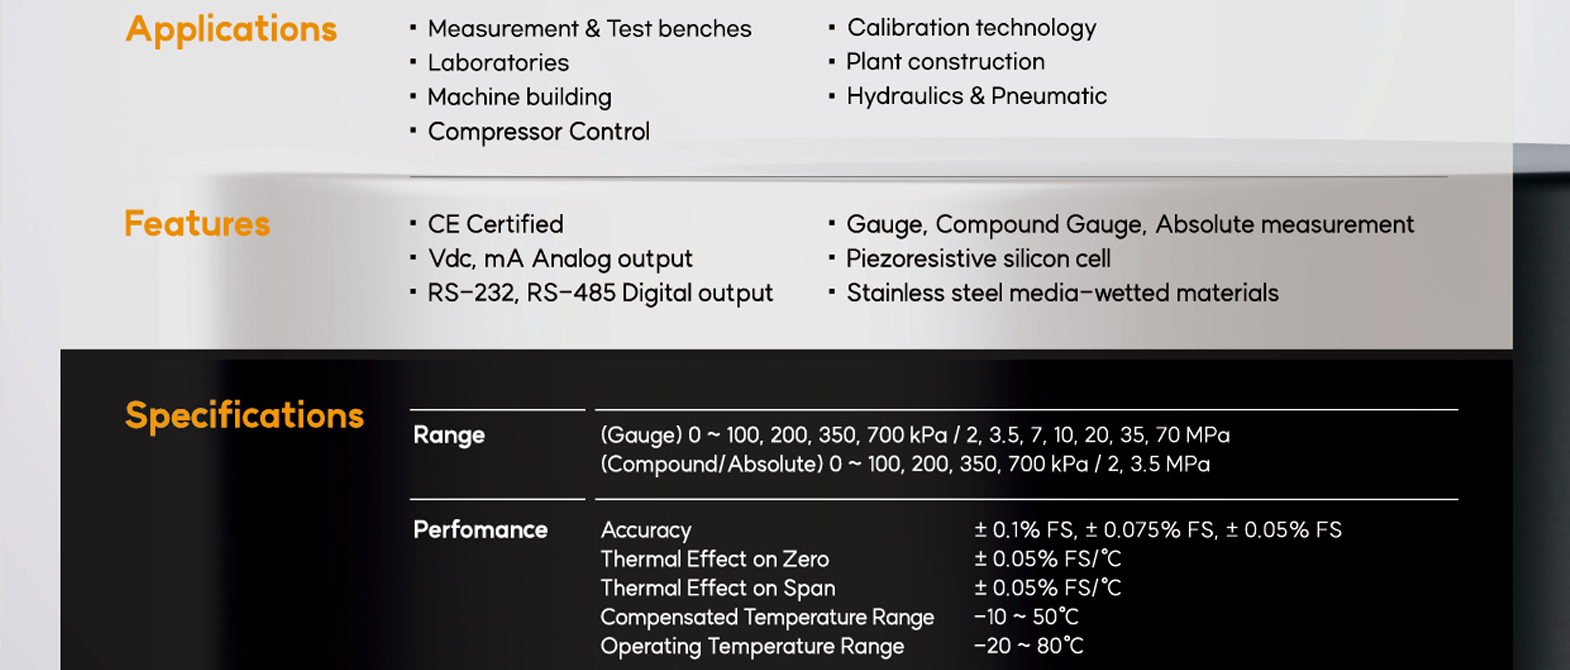 Applications
▪ Measurement & Test benches
▪ Laboratories
▪ Machine building
▪ Compressor Control
▪ Calibration technology
▪ Plant construction
▪ Hydraulics & Pneumatic
Features
▪ CE Certified
▪ Vdc, mA Analog output
▪ RS-232, RS-485 Digital output
▪ Gauge, Compound Gauge, Absolute measurement
▪ Piezoresistive silicon cell
▪ Stainless steel media-wetted materials
Specifications
Range
(Gauge) 0 ~ 100, 200, 350, 700 kPa / 2, 3.5, 7, 10, 20, 35, 70 MPa
(Compound/Absolute) 0 ~ 100, 200, 350, 700 kPa / 2, 3.5 MPa
Perfomance
Accuracy ± 0.1% FS, ± 0.075% FS, ± 0.05% FS
Thermal Effect on Zero ± 0.05% FS/℃
Thermal Effect on Span ± 0.05% FS/℃
Compensated Temperature Range -10 ~ 50℃
Operating Temperature Range -20 ~ 80℃